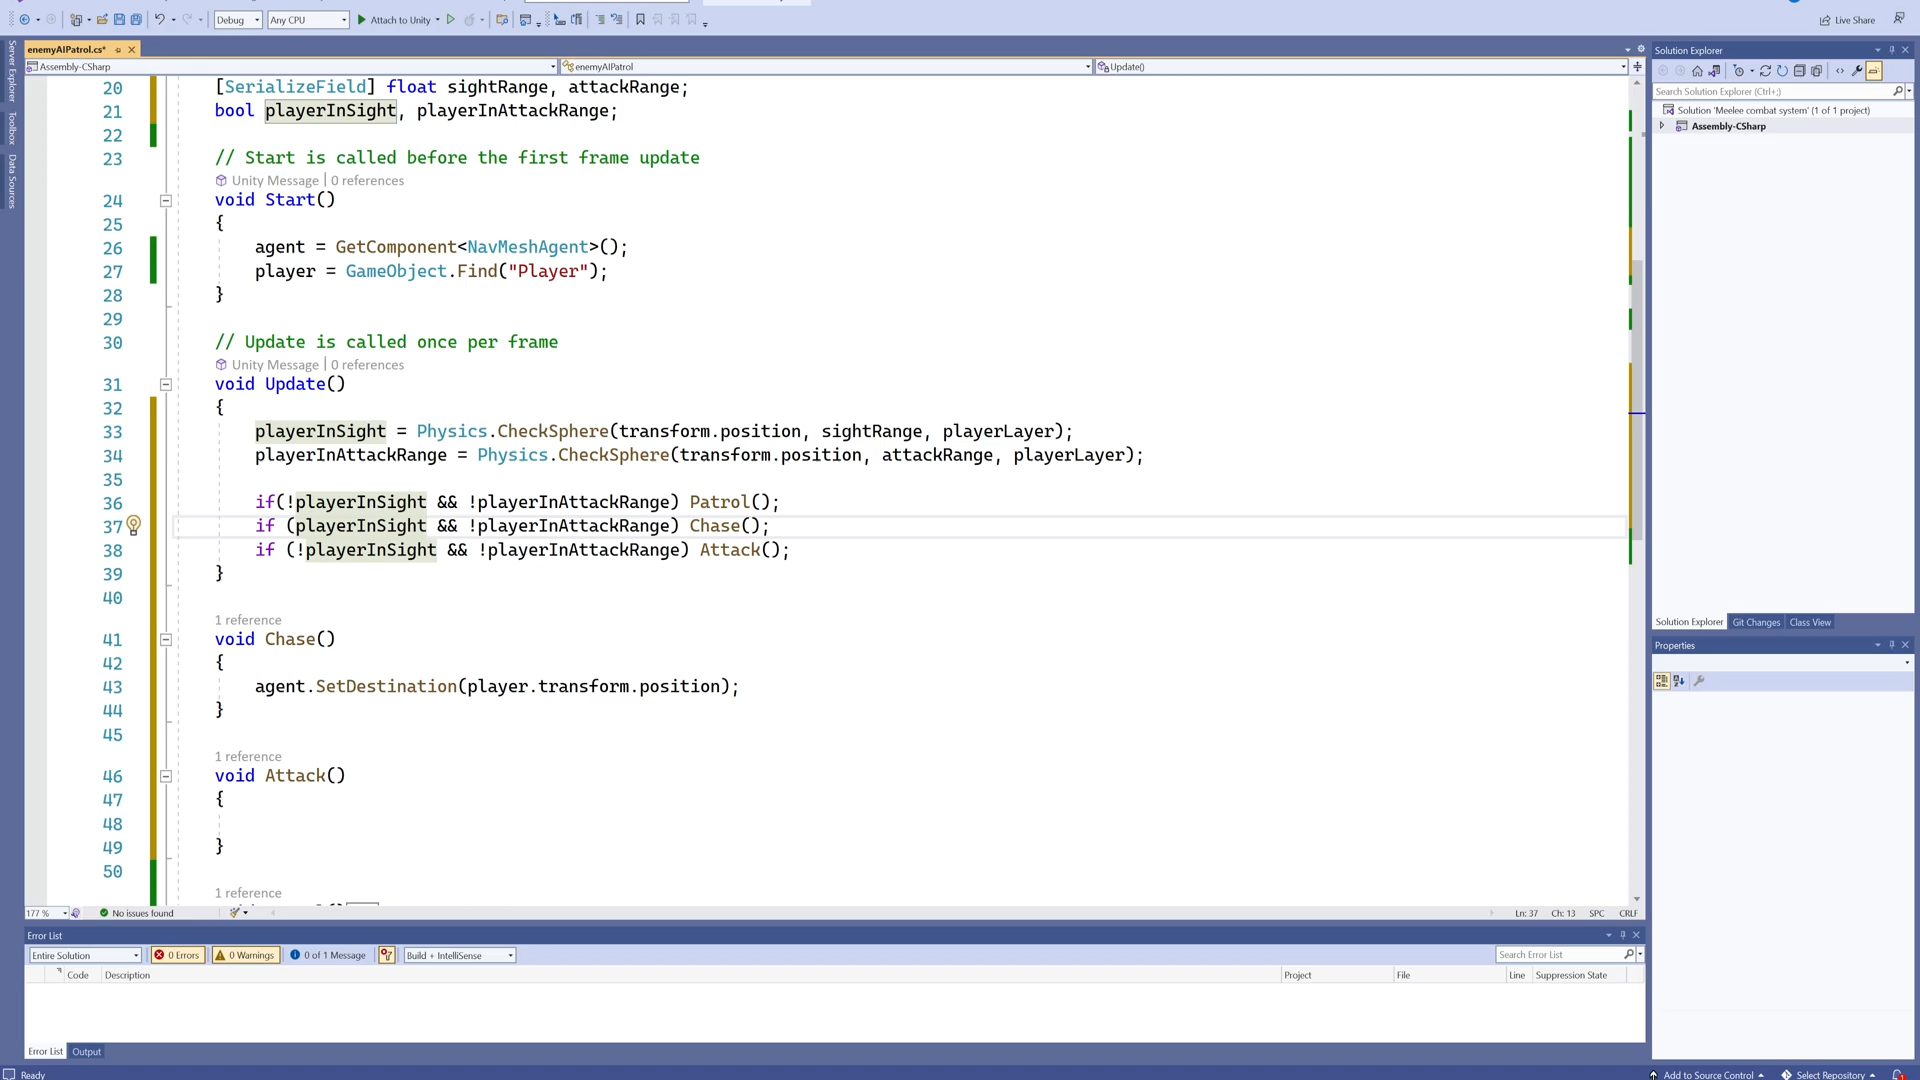 Debug
Any CPU
Attach to Unity
Live Share
Server Explorer
Toolbox
Data Sources
enemyAIPatrol.cs*
Assembly-CSharp
enemyAIPatrol
Update()
20 [SerializeField] float sightRange, attackRange;
21 bool playerInSight, playerInAttackRange;
22
23 // Start is called before the first frame update
Unity Message | 0 references
24 void Start()
25 {
26 agent = GetComponent<NavMeshAgent>();
27 player = GameObject.Find("Player");
28 }
29
30 // Update is called once per frame
Unity Message | 0 references
31 void Update()
32 {
33 playerInSight = Physics.CheckSphere(transform.position, sightRange, playerLayer);
34 playerInAttackRange = Physics.CheckSphere(transform.position, attackRange, playerLayer);
35
36 if(!playerInSight && !playerInAttackRange) Patrol();
37 if (playerInSight && !playerInAttackRange) Chase();
38 if (!playerInSight && !playerInAttackRange) Attack();
39 }
40
1 reference
41 void Chase()
42 {
43 agent.SetDestination(player.transform.position);
44 }
45
1 reference
46 void Attack()
47 {
48
49 }
50
1 reference
177 %
No issues found
Ln: 37 Ch: 13 SPC CRLF
Solution Explorer
Search Solution Explorer (Ctrl+;)
Solution 'Meelee combat system' (1 of 1 project)
Assembly-CSharp
Solution Explorer Git Changes Class View
Properties
Error List
Entire Solution
0 Errors
0 Warnings
0 of 1 Message
Build + IntelliSense
Search Error List
Code Description Project File Line Suppression State
Error List Output
Ready
Add to Source Control
Select Repository